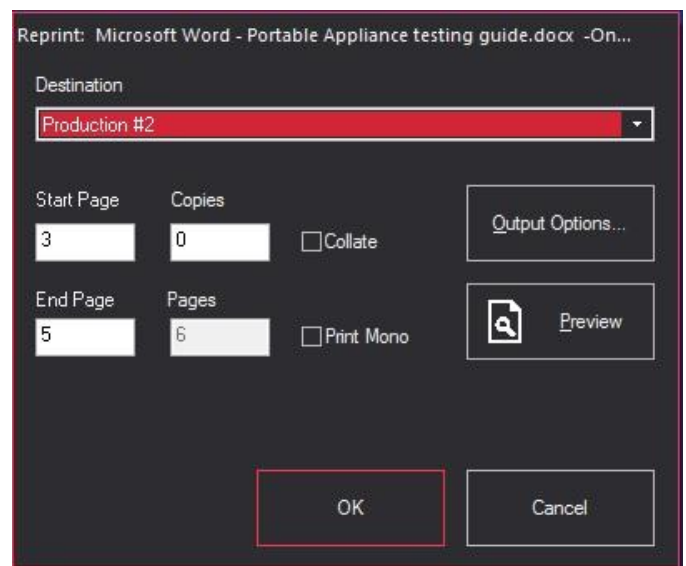 Reprint: Microsoft Word - Portable Appliance testing guide.docx -On...
Destination
Production #2
Start Page Copies
3 0 Collate Output Options...
End Page Pages
5 6 Print Mono Preview
OK Cancel